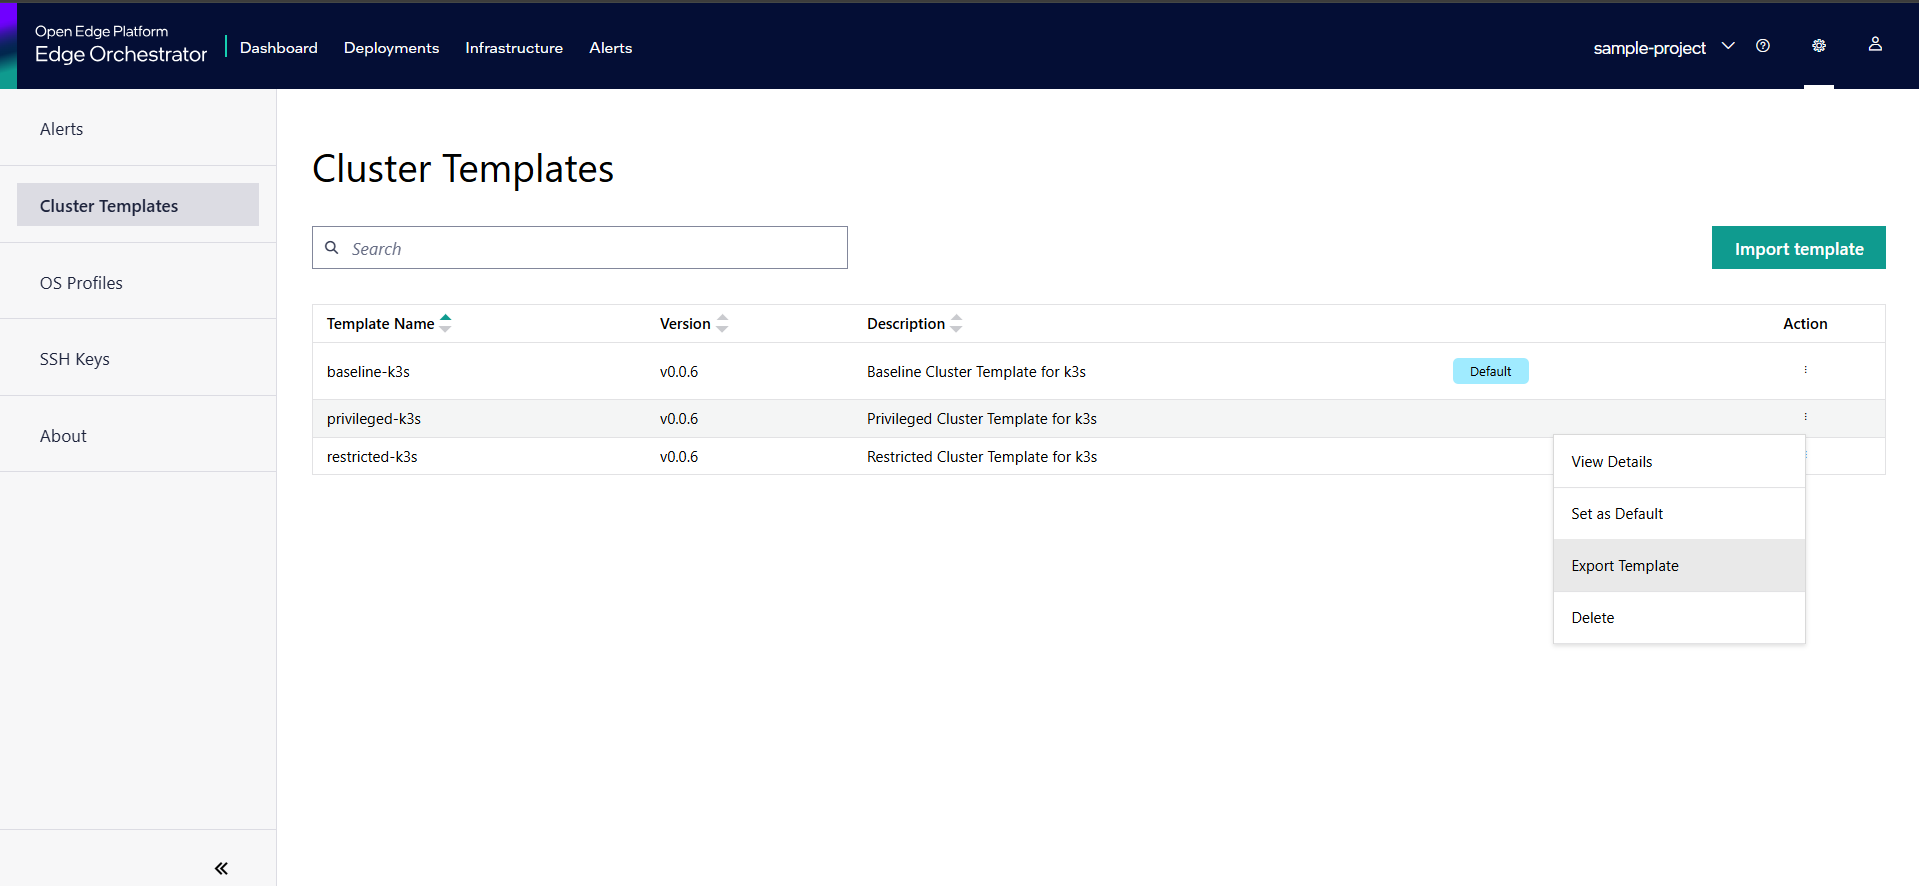 Open Edge Platform
Edge Orchestrator
Dashboard Deployments Infrastructure Alerts
sample-project
Alerts
Cluster Templates
OS Profiles
SSH Keys
About
Cluster Templates
Search
Import template
Template Name Version Description Action
baseline-k3s v0.0.6 Baseline Cluster Template for k3s Default
privileged-k3s v0.0.6 Privileged Cluster Template for k3s
restricted-k3s v0.0.6 Restricted Cluster Template for k3s
View Details
Set as Default
Export Template
Delete